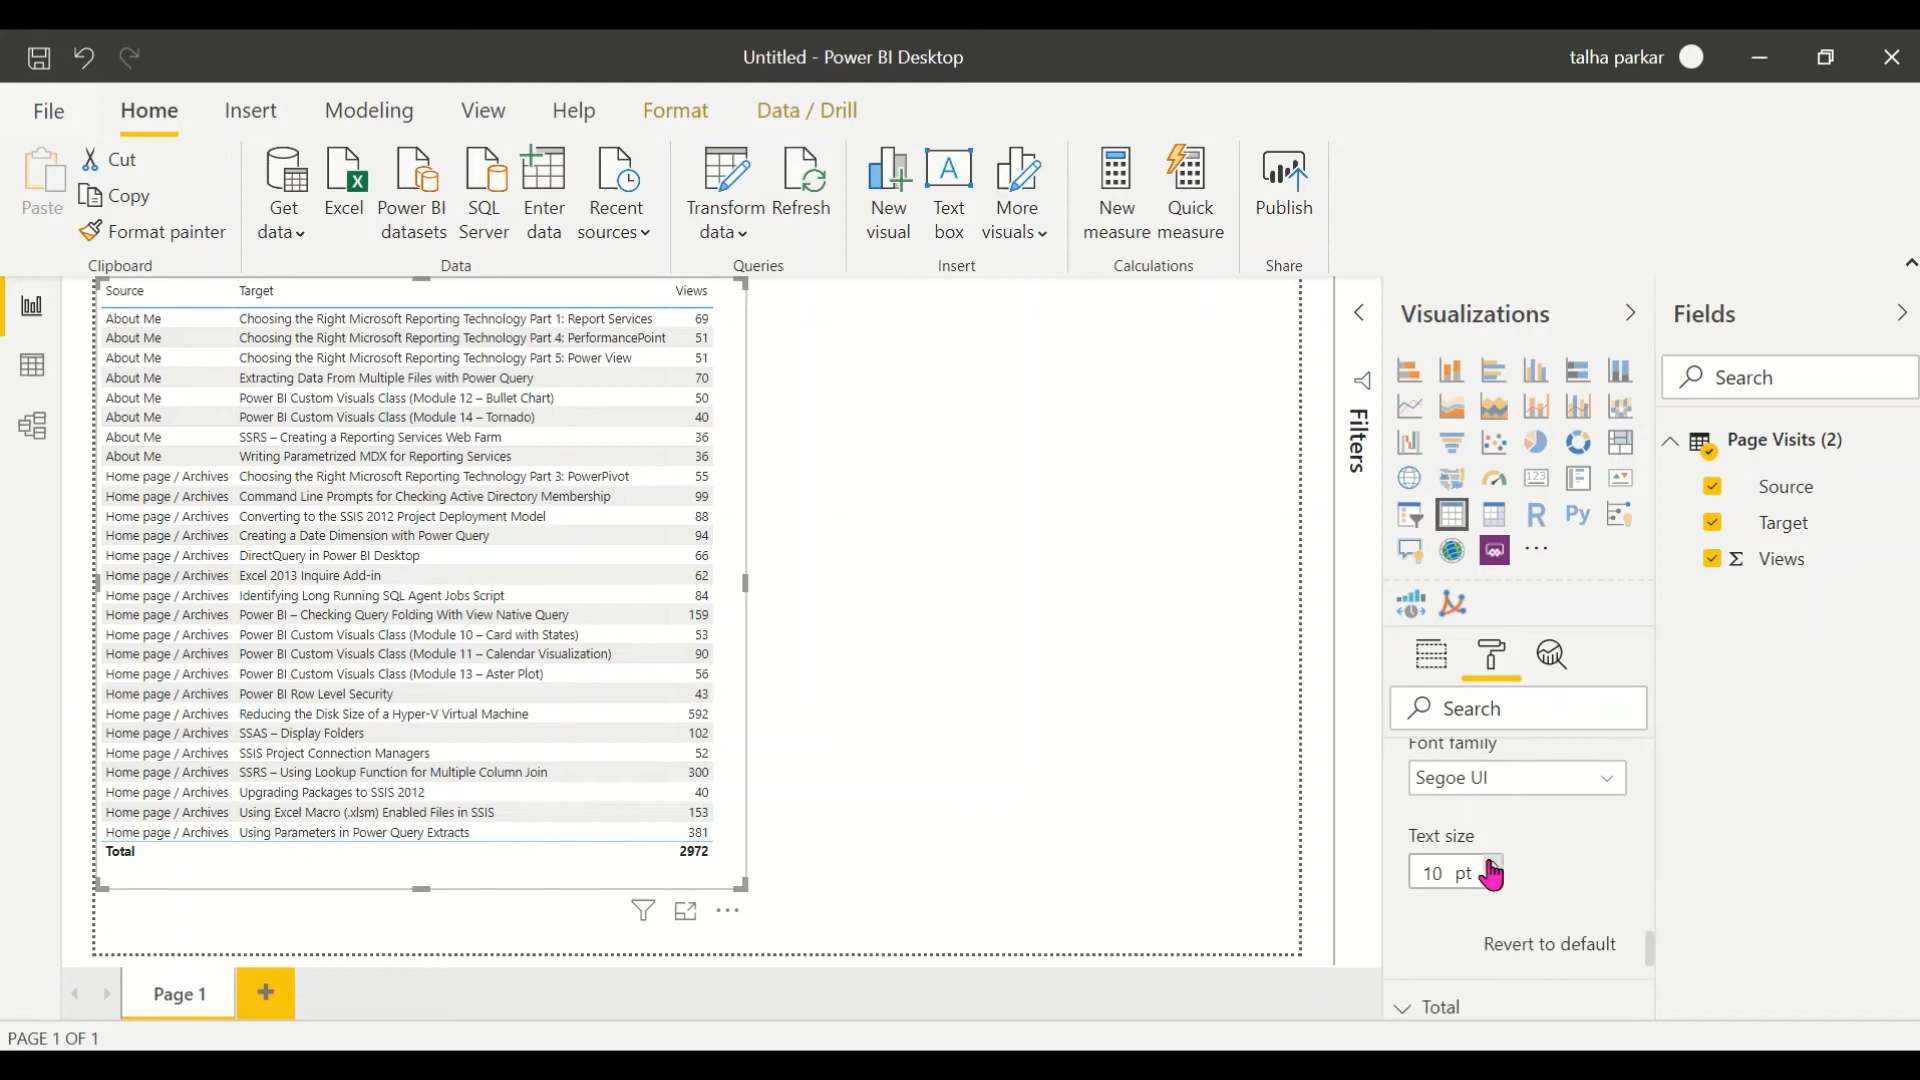 Untitled - Power BI Desktop
talha parkar
File
Home
Insert
Modeling
View
Help
Format
Data / Drill
Paste
Cut
Copy
Format painter
Clipboard
Get data
Excel
Power BI datasets
SQL Server
Enter data
Recent sources
Data
Transform data
Refresh
Queries
New visual
Text box
More visuals
Insert
New measure
Quick measure
Calculations
Publish
Share
Source Target Views
About Me Choosing the Right Microsoft Reporting Technology Part 1: Report Services 69
About Me Choosing the Right Microsoft Reporting Technology Part 4: PerformancePoint 51
About Me Choosing the Right Microsoft Reporting Technology Part 5: Power View 51
About Me Extracting Data From Multiple Files with Power Query 70
About Me Power BI Custom Visuals Class (Module 12 – Bullet Chart) 50
About Me Power BI Custom Visuals Class (Module 14 – Tornado) 40
About Me SSRS – Creating a Reporting Services Web Farm 36
About Me Writing Parametrized MDX for Reporting Services 36
Home page / Archives Choosing the Right Microsoft Reporting Technology Part 3: PowerPivot 55
Home page / Archives Command Line Prompts for Checking Active Directory Membership 99
Home page / Archives Converting to the SSIS 2012 Project Deployment Model 88
Home page / Archives Creating a Date Dimension with Power Query 94
Home page / Archives DirectQuery in Power BI Desktop 66
Home page / Archives Excel 2013 Inquire Add-in 62
Home page / Archives Identifying Long Running SQL Agent Jobs Script 84
Home page / Archives Power BI – Checking Query Folding With View Native Query 159
Home page / Archives Power BI Custom Visuals Class (Module 10 – Card with States) 53
Home page / Archives Power BI Custom Visuals Class (Module 11 – Calendar Visualization) 90
Home page / Archives Power BI Custom Visuals Class (Module 13 – Aster Plot) 56
Home page / Archives Power BI Row Level Security 43
Home page / Archives Reducing the Disk Size of a Hyper-V Virtual Machine 592
Home page / Archives SSAS – Display Folders 102
Home page / Archives SSIS Project Connection Managers 52
Home page / Archives SSRS – Using Lookup Function for Multiple Column Join 300
Home page / Archives Upgrading Packages to SSIS 2012 40
Home page / Archives Using Excel Macro (.xlsm) Enabled Files in SSIS 153
Home page / Archives Using Parameters in Power Query Extracts 381
Total 2972
Filters
Visualizations
123
R
Py
Search
Font family
Segoe UI
Text size
10 pt
Revert to default
Total
Fields
Search
Page Visits (2)
Source
Target
Σ Views
Page 1
PAGE 1 OF 1